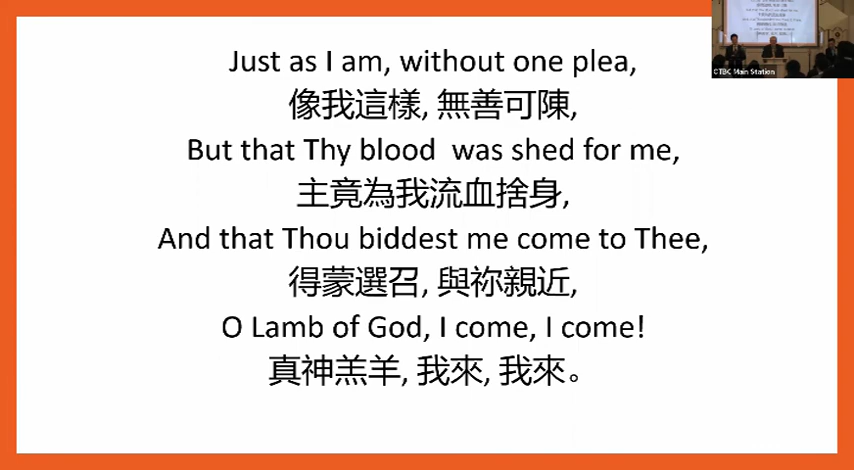 Just as I am, without one plea,
像我這樣, 無善可陳,
But that Thy blood  was shed for me,
主竟為我流血捨身,
And that Thou biddest me come to Thee,
得蒙選召, 與祢親近,
O Lamb of God, I come, I come!
真神羔羊, 我來, 我來。
CTBC Main Station